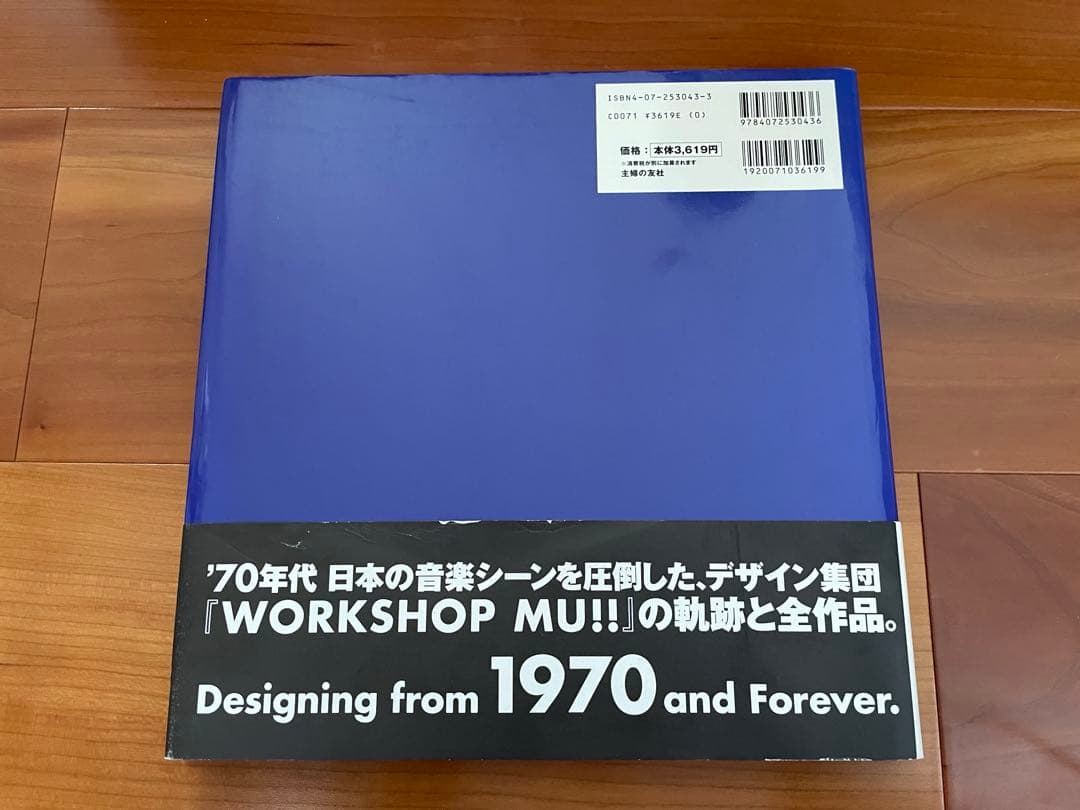 ISBN4-07-253043-3
C0071 ¥3619E (0)
9784072530436
価格：本体3,619円
※消費税が別に加算されます
主婦の友社
1920071036199
'70年代 日本の音楽シーンを圧倒した、デザイン集団
『WORKSHOP MU!!』の軌跡と全作品。
Designing from 1970 and Forever.